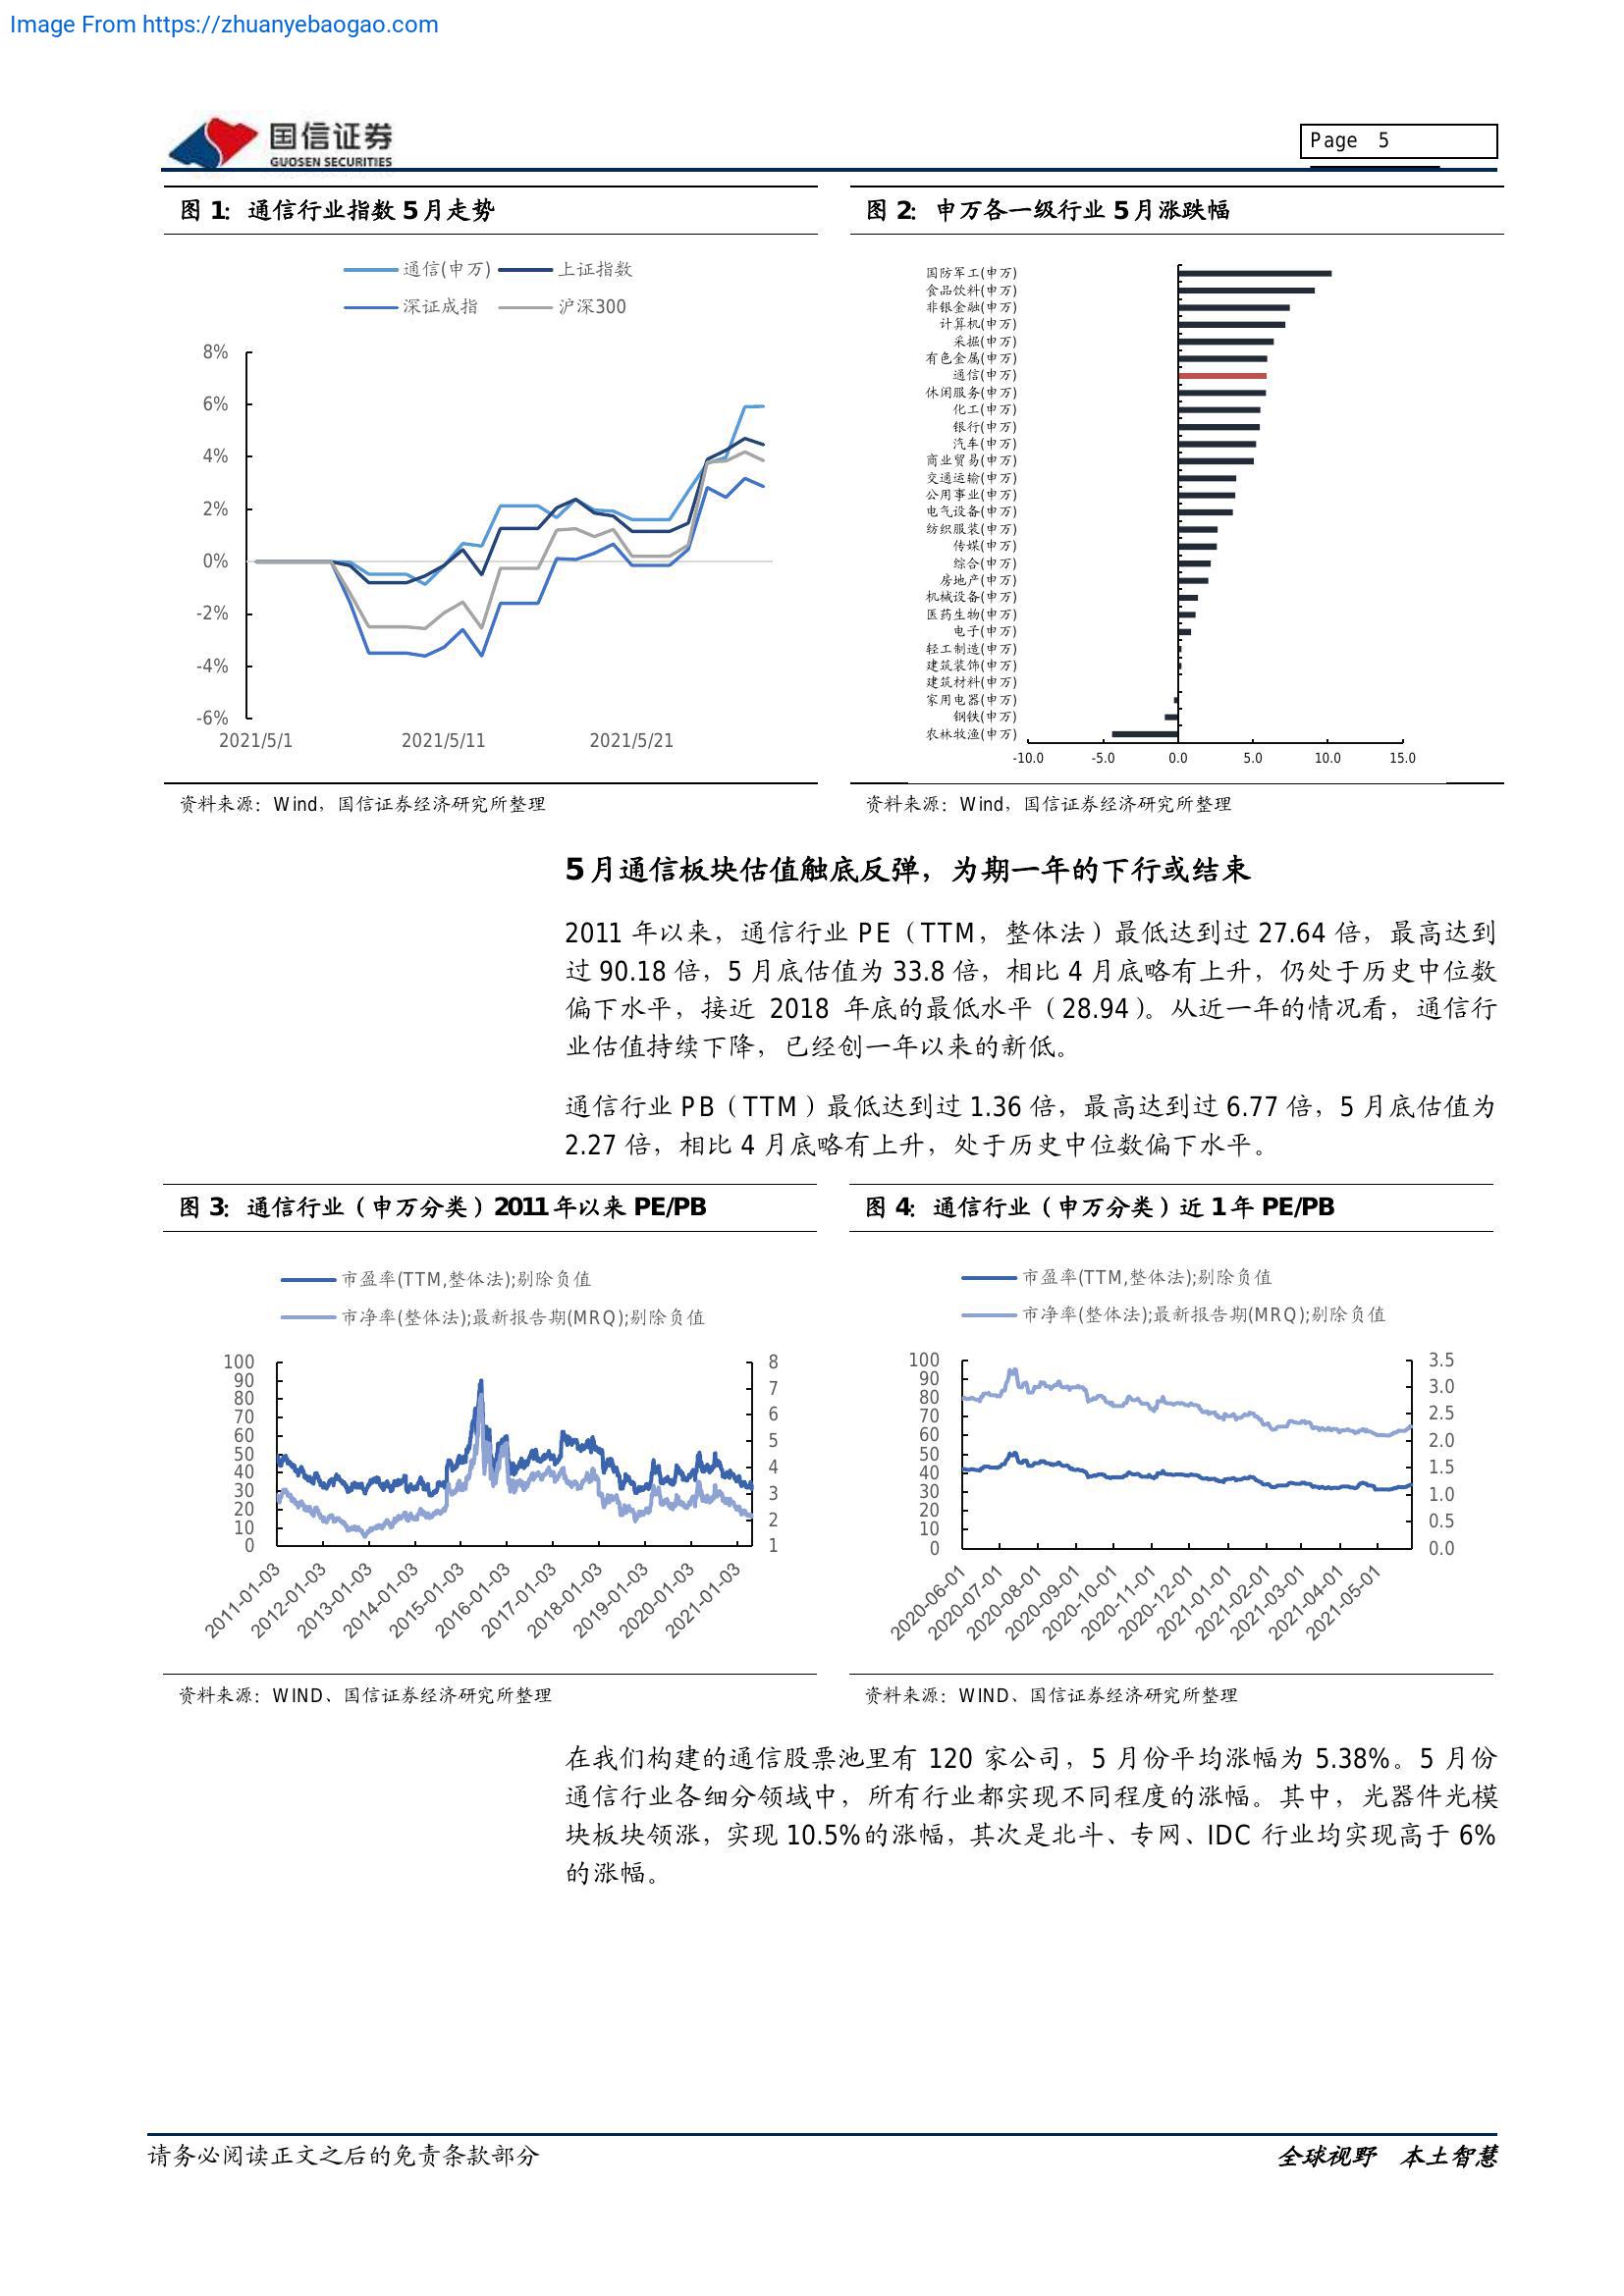 Image From https://zhuanyebaogao.com
国信证券
GUOSEN SECURITIES
Page 5
图 1：通信行业指数 5 月走势
通信(申万) 上证指数
深证成指 沪深300
8%
6%
4%
2%
0%
-2%
-4%
-6%
2021/5/1 2021/5/11 2021/5/21
资料来源：Wind，国信证券经济研究所整理
图 2：申万各一级行业 5 月涨跌幅
国防军工(申万)
食品饮料(申万)
非银金融(申万)
计算机(申万)
采掘(申万)
有色金属(申万)
通信(申万)
休闲服务(申万)
化工(申万)
银行(申万)
汽车(申万)
商业贸易(申万)
交通运输(申万)
公用事业(申万)
电气设备(申万)
纺织服装(申万)
传媒(申万)
综合(申万)
房地产(申万)
机械设备(申万)
医药生物(申万)
电子(申万)
轻工制造(申万)
建筑装饰(申万)
建筑材料(申万)
家用电器(申万)
钢铁(申万)
农林牧渔(申万)
-10.0 -5.0 0.0 5.0 10.0 15.0
资料来源：Wind，国信证券经济研究所整理
5 月通信板块估值触底反弹，为期一年的下行或结束
2011 年以来，通信行业 PE（TTM，整体法）最低达到过 27.64 倍，最高达到
过 90.18 倍，5 月底估值为 33.8 倍，相比 4 月底略有上升，仍处于历史中位数
偏下水平，接近 2018 年底的最低水平（28.94）。从近一年的情况看，通信行
业估值持续下降，已经创一年以来的新低。
通信行业 PB（TTM）最低达到过 1.36 倍，最高达到过 6.77 倍，5 月底估值为
2.27 倍，相比 4 月底略有上升，处于历史中位数偏下水平。
图 3：通信行业（申万分类）2011 年以来 PE/PB
市盈率(TTM,整体法);剔除负值
市净率(整体法);最新报告期(MRQ);剔除负值
100 8
90 7
80 6
70 5
60 4
50 3
40 2
30 1
20
10
0
2011-01-03 2012-01-03 2013-01-03 2014-01-03 2015-01-03 2016-01-03 2017-01-03 2018-01-03 2019-01-03 2020-01-03 2021-01-03
资料来源：WIND、国信证券经济研究所整理
图 4：通信行业（申万分类）近 1 年 PE/PB
市盈率(TTM,整体法);剔除负值
市净率(整体法);最新报告期(MRQ);剔除负值
100 3.5
90 3.0
80 2.5
70 2.0
60 1.5
50 1.0
40 0.5
30 0.0
20
10
0
2020-06-01 2020-07-01 2020-08-01 2020-09-01 2020-10-01 2020-11-01 2020-12-01 2021-01-01 2021-02-01 2021-03-01 2021-04-01 2021-05-01
资料来源：WIND、国信证券经济研究所整理
在我们构建的通信股票池里有 120 家公司，5 月份平均涨幅为 5.38%。5 月份
通信行业各细分领域中，所有行业都实现不同程度的涨幅。其中，光器件光模
块板块领涨，实现 10.5%的涨幅，其次是北斗、专网、IDC 行业均实现高于 6%
的涨幅。
请务必阅读正文之后的免责条款部分
全球视野 本土智慧